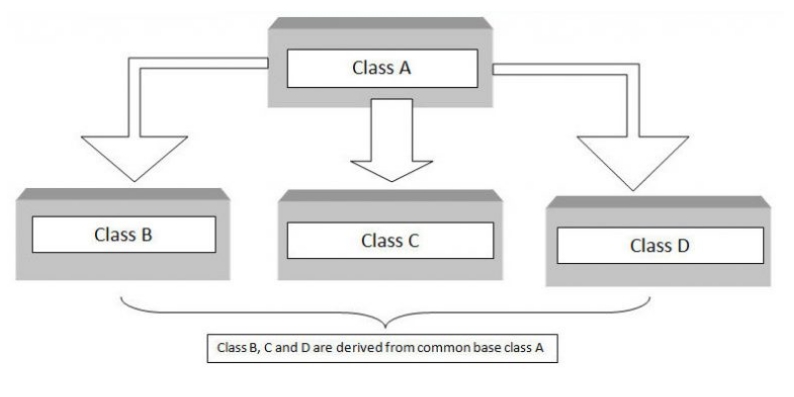 Class A
Class B
Class C
Class D
Class B, C and D are derived from common base class A